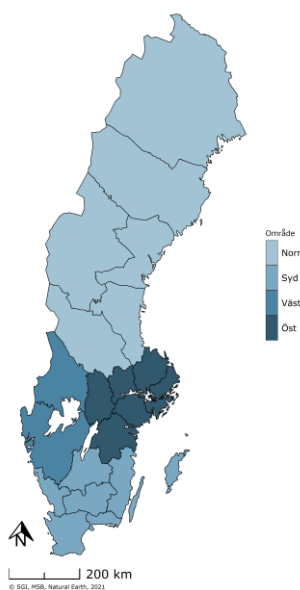 Område
Norr
Syd
Väst
Öst
200 km
© SGI, MSB, Natural Earth, 2021